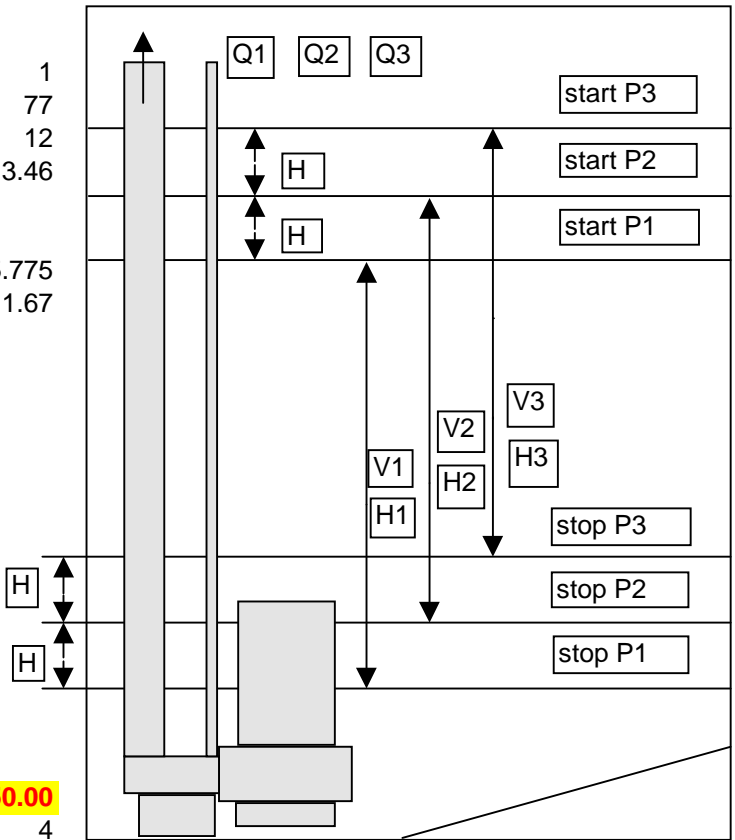 Q1 Q2 Q3
1
77
start P3
12
3.46
H
start P2
H
start P1
.775
1.67
V3
V2
H3
V1
H2
H1
stop P3
H
stop P2
H
stop P1
0.00
4